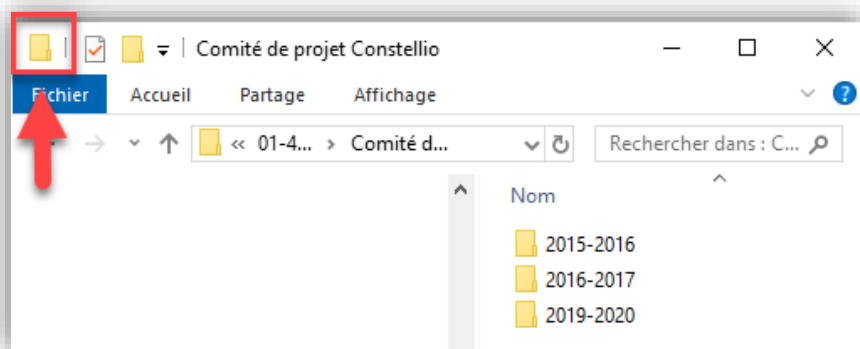 Comité de projet Constellio
Fichier Accueil Partage Affichage
« 01-4... > Comité d... Rechercher dans : C...
Nom
2015-2016
2016-2017
2019-2020